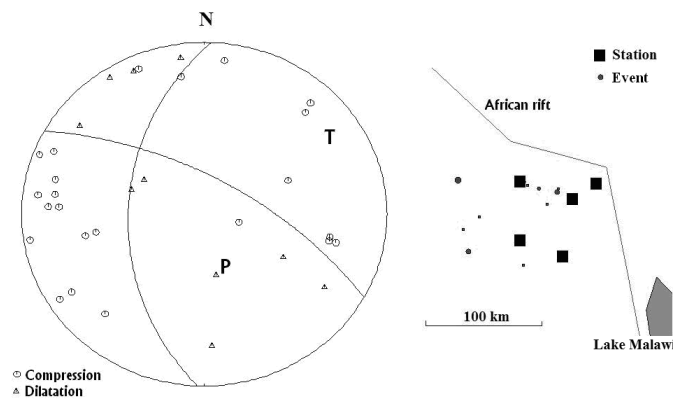 N
T
P
Compression
Dilatation
Station
Event
African rift
100 km
Lake Malawi